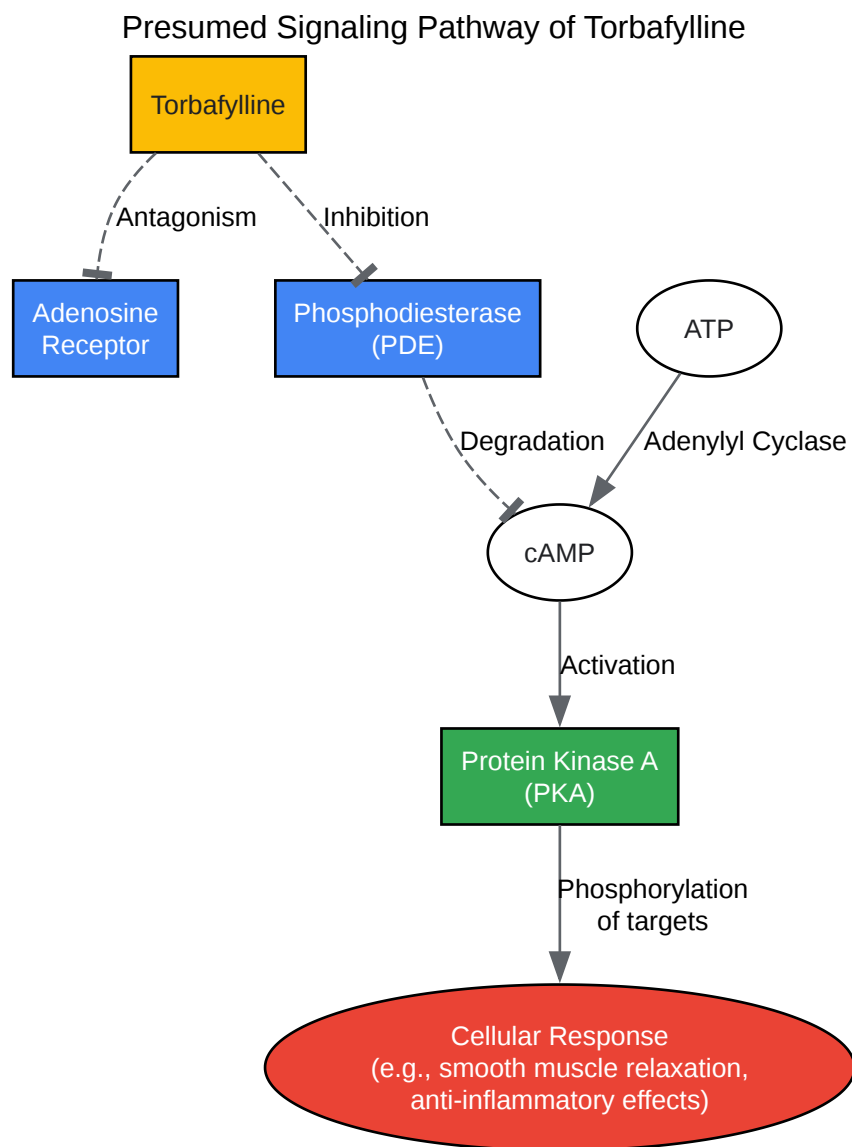 Presumed Signaling Pathway of Torbafylline
Torbafylline
Antagonism
Inhibition
Adenosine
Receptor
Phosphodiesterase
(PDE)
ATP
Degradation
Adenylyl Cyclase
cAMP
Activation
Protein Kinase A
(PKA)
Phosphorylation
of targets
Cellular Response
(e.g., smooth muscle relaxation,
anti-inflammatory effects)